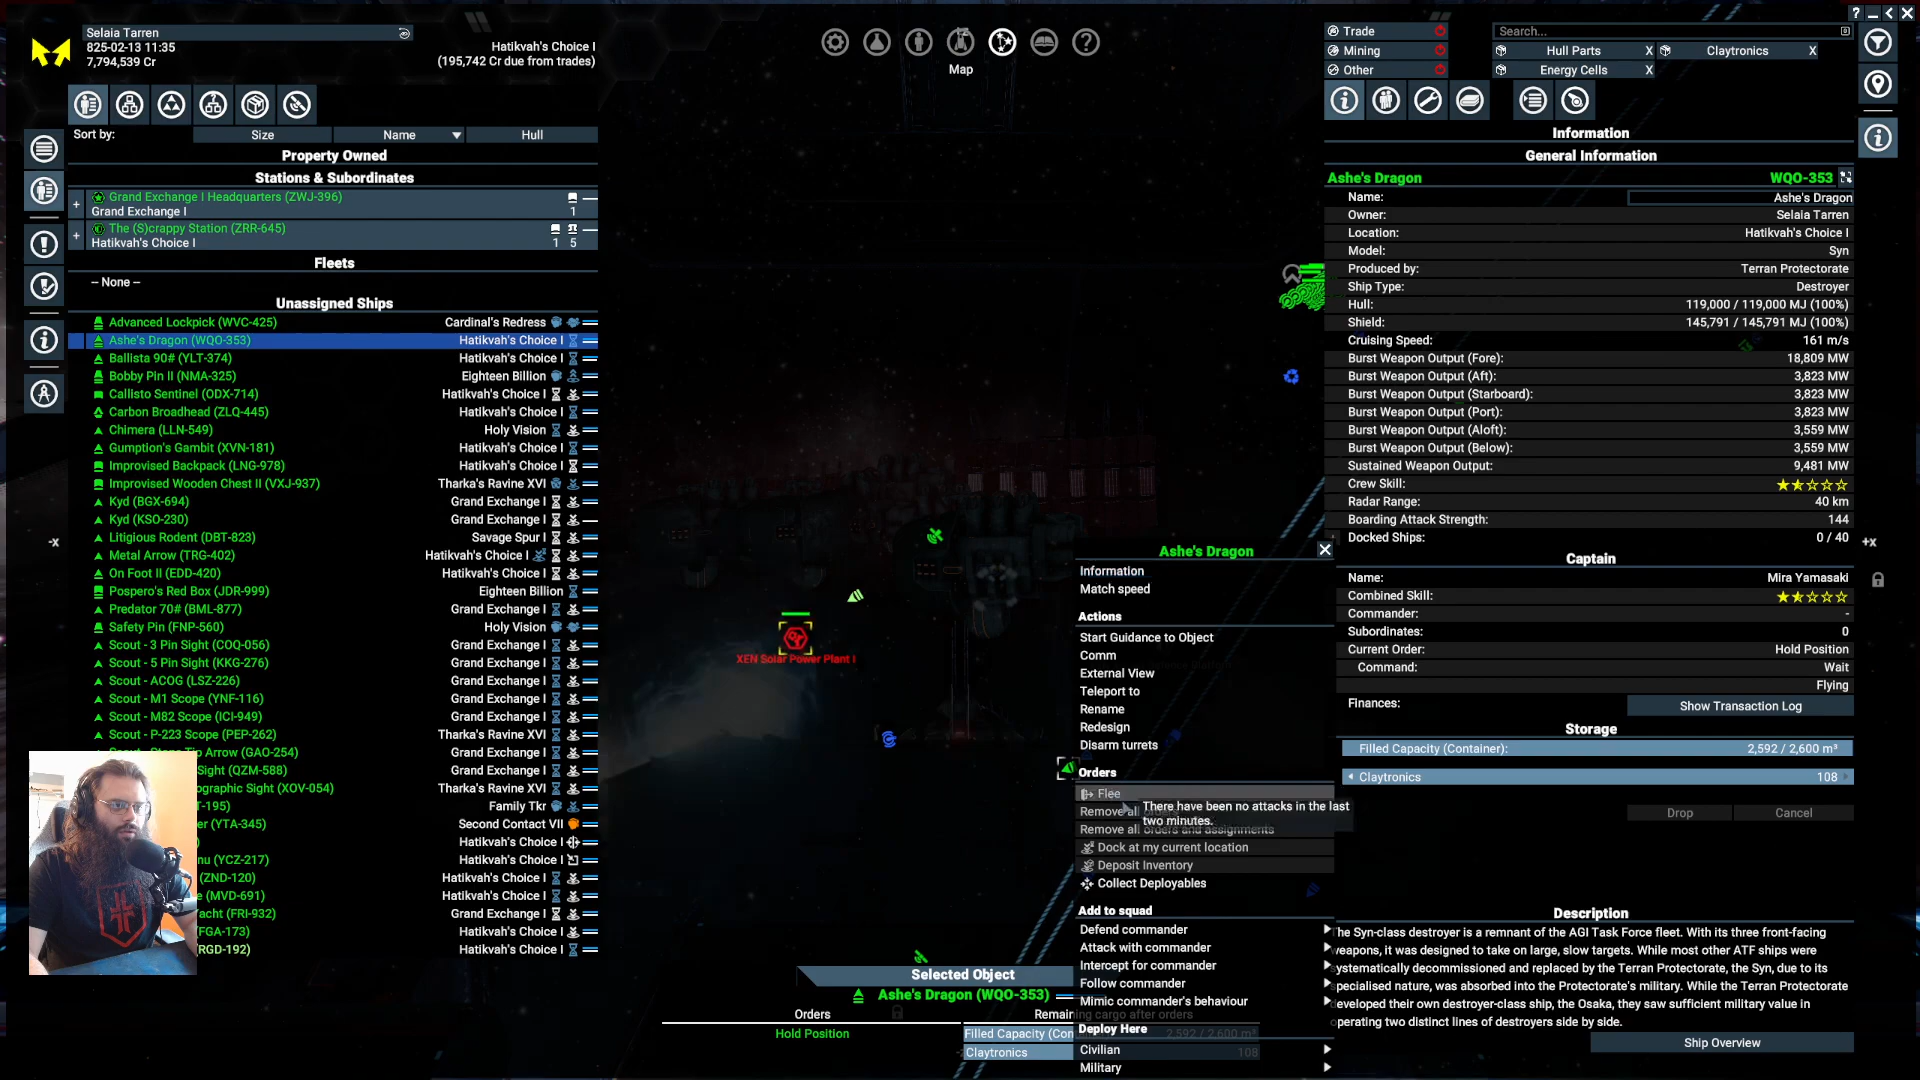 Selaia Tarren
825-02-13 11:35
7,794,539 Cr
Hatikvah's Choice I
(195,742 Cr due from trades)
Map
Sort by:
Size
Name
Hull
Property Owned
Stations & Subordinates
Grand Exchange I Headquarters (ZWJ-396)
Grand Exchange I
1
The (S)crappy Station (ZRR-645)
Hatikvah's Choice I
1 5
Fleets
-- None --
Unassigned Ships
Advanced Lockpick (WVC-425) Cardinal's Redress
Ashe's Dragon (WQO-353) Hatikvah's Choice I
Ballista 90# (YLT-374) Hatikvah's Choice I
Bobby Pin II (NMA-325) Eighteen Billion
Callisto Sentinel (ODX-714) Hatikvah's Choice I
Carbon Broadhead (ZLQ-445) Hatikvah's Choice I
Chimera (LLN-549) Holy Vision
Gumption's Gambit (XVN-181) Hatikvah's Choice I
Improvised Backpack (LNG-978) Hatikvah's Choice I
Improvised Wooden Chest II (VXJ-937) Tharka's Ravine XVI
Kyd (BGX-694) Grand Exchange I
Kyd (KSO-230) Grand Exchange I
Litigious Rodent (DBT-823) Savage Spur I
Metal Arrow (TRG-402) Hatikvah's Choice I
On Foot II (EDD-420) Hatikvah's Choice I
Pospero's Red Box (JDR-999) Eighteen Billion
Predator 70# (BML-877) Grand Exchange I
Safety Pin (FNP-560) Holy Vision
Scout - 3 Pin Sight (COQ-056) Grand Exchange I
Scout - 5 Pin Sight (KKG-276) Grand Exchange I
Scout - ACOG (LSZ-226) Grand Exchange I
Scout - M1 Scope (YNF-116) Grand Exchange I
Scout - M82 Scope (ICI-949) Grand Exchange I
Scout - P-223 Scope (PEP-262) Tharka's Ravine XVI
Arrow (GAO-254) Grand Exchange I
Sight (QZM-588) Grand Exchange I
ographic Sight (XOV-054) Tharka's Ravine XVI
T-195) Family Tkr
er (YTA-345) Second Contact VII
) Hatikvah's Choice I
nu (YCZ-217) Hatikvah's Choice I
(ZND-120) Hatikvah's Choice I
e (MVD-691) Hatikvah's Choice I
acht (FRI-932) Grand Exchange I
FGA-173) Hatikvah's Choice I
RGD-192) Hatikvah's Choice I
-x
XEN Solar Power Plant I
Ashe's Dragon
Information
Match speed
Actions
Start Guidance to Object
Comm
External View
Teleport to
Rename
Redesign
Disarm turrets
Orders
Flee
There have been no attacks in the last
two minutes.
Remove all orders
Remove all orders and assignments
Dock at my current location
Deposit Inventory
Collect Deployables
Add to squad
Defend commander
Attack with commander
Intercept for commander
Follow commander
Mimic commander's behaviour
Deploy Here
Civilian
Military
Selected Object
Ashe's Dragon (WQO-353)
Orders
Remaining cargo after orders
Hold Position
Filled Capacity (Con 2,592 / 2,600 m³
Claytronics 108
Trade
Mining
Other
Search...
Hull Parts X
Claytronics X
Energy Cells X
Information
General Information
Ashe's Dragon WQO-353
Name: Ashe's Dragon
Owner: Selaia Tarren
Location: Hatikvah's Choice I
Model: Syn
Produced by: Terran Protectorate
Ship Type: Destroyer
Hull: 119,000 / 119,000 MJ (100%)
Shield: 145,791 / 145,791 MJ (100%)
Cruising Speed: 161 m/s
Burst Weapon Output (Fore): 18,809 MW
Burst Weapon Output (Aft): 3,823 MW
Burst Weapon Output (Starboard): 3,823 MW
Burst Weapon Output (Port): 3,823 MW
Burst Weapon Output (Aloft): 3,559 MW
Burst Weapon Output (Below): 3,559 MW
Sustained Weapon Output: 9,481 MW
Crew Skill:
Radar Range: 40 km
Boarding Attack Strength: 144
Docked Ships: 0 / 40
Captain
Name: Mira Yamasaki
Combined Skill:
Commander: -
Subordinates: 0
Current Order: Hold Position
Command: Wait
Flying
Finances: Show Transaction Log
Storage
Filled Capacity (Container): 2,592 / 2,600 m³
Claytronics 108
Drop
Cancel
Description
The Syn-class destroyer is a remnant of the AGI Task Force fleet. With its three front-facing
weapons, it was designed to take on large, slow targets. While most other ATF ships were
systematically decommissioned and replaced by the Terran Protectorate, the Syn, due to its
specialised nature, was absorbed into the Protectorate's military. While the Terran Protectorate
developed their own destroyer-class ship, the Osaka, they saw sufficient military value in
operating two distinct lines of destroyers side by side.
Ship Overview
+x